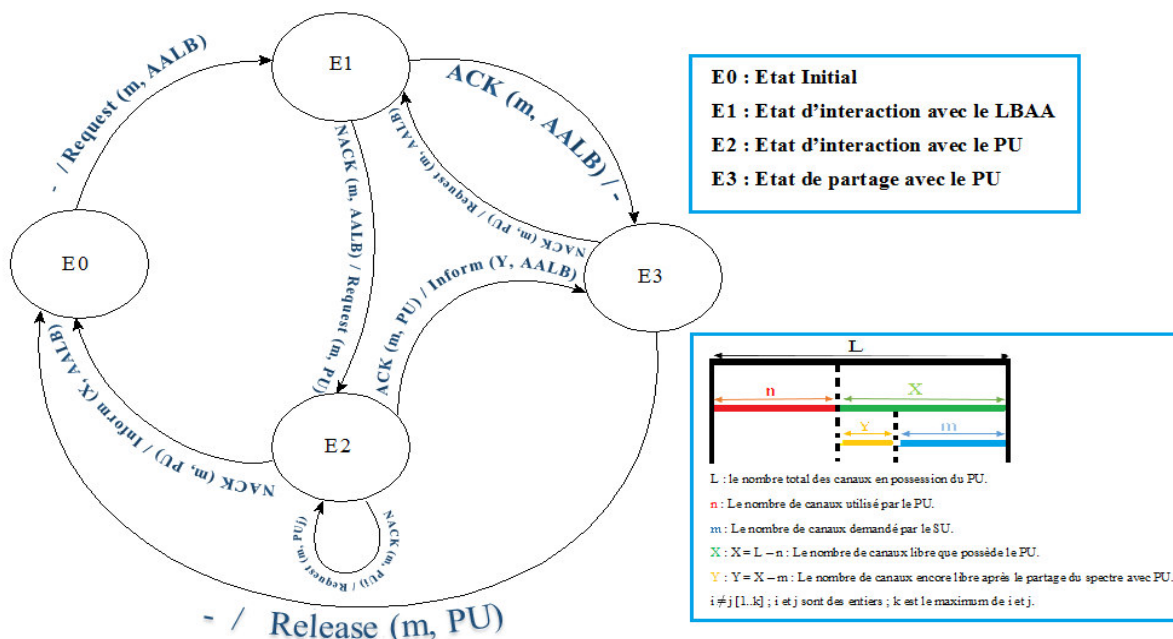 E1
- / Request (m, AALB)
ACK (m, AALB) / -
NACK (m, PU) / Request (m, AALB)
NACK (m, AALB) / Request (m, PU)
E0
E3
ACK (m, PU) / Inform (Y, AALB)
NACK (m, PU) / Inform (X, AALB)
E2
NACK (m, PUi) / Request (m, PUj)
- / Release (m, PU)
E0 : Etat Initial
E1 : Etat d’interaction avec le LBAA
E2 : Etat d’interaction avec le PU
E3 : Etat de partage avec le PU
L
n X
Y m
L : le nombre total des canaux en possession du PU.
n : Le nombre de canaux utilisé par le PU.
m : Le nombre de canaux demandé par le SU.
X : X = L – n : Le nombre de canaux libre que possède le PU.
Y : Y = X – m : Le nombre de canaux encore libre après le partage du spectre avec PU.
i ≠ j [1..k] ; i et j sont des entiers ; k est le maximum de i et j.